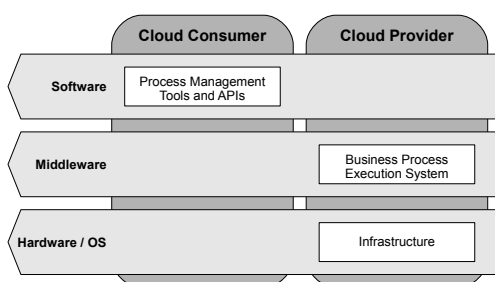 Cloud Consumer
Cloud Provider
Software
Process Management
Tools and APIs
Middleware
Business Process
Execution System
Hardware / OS
Infrastructure